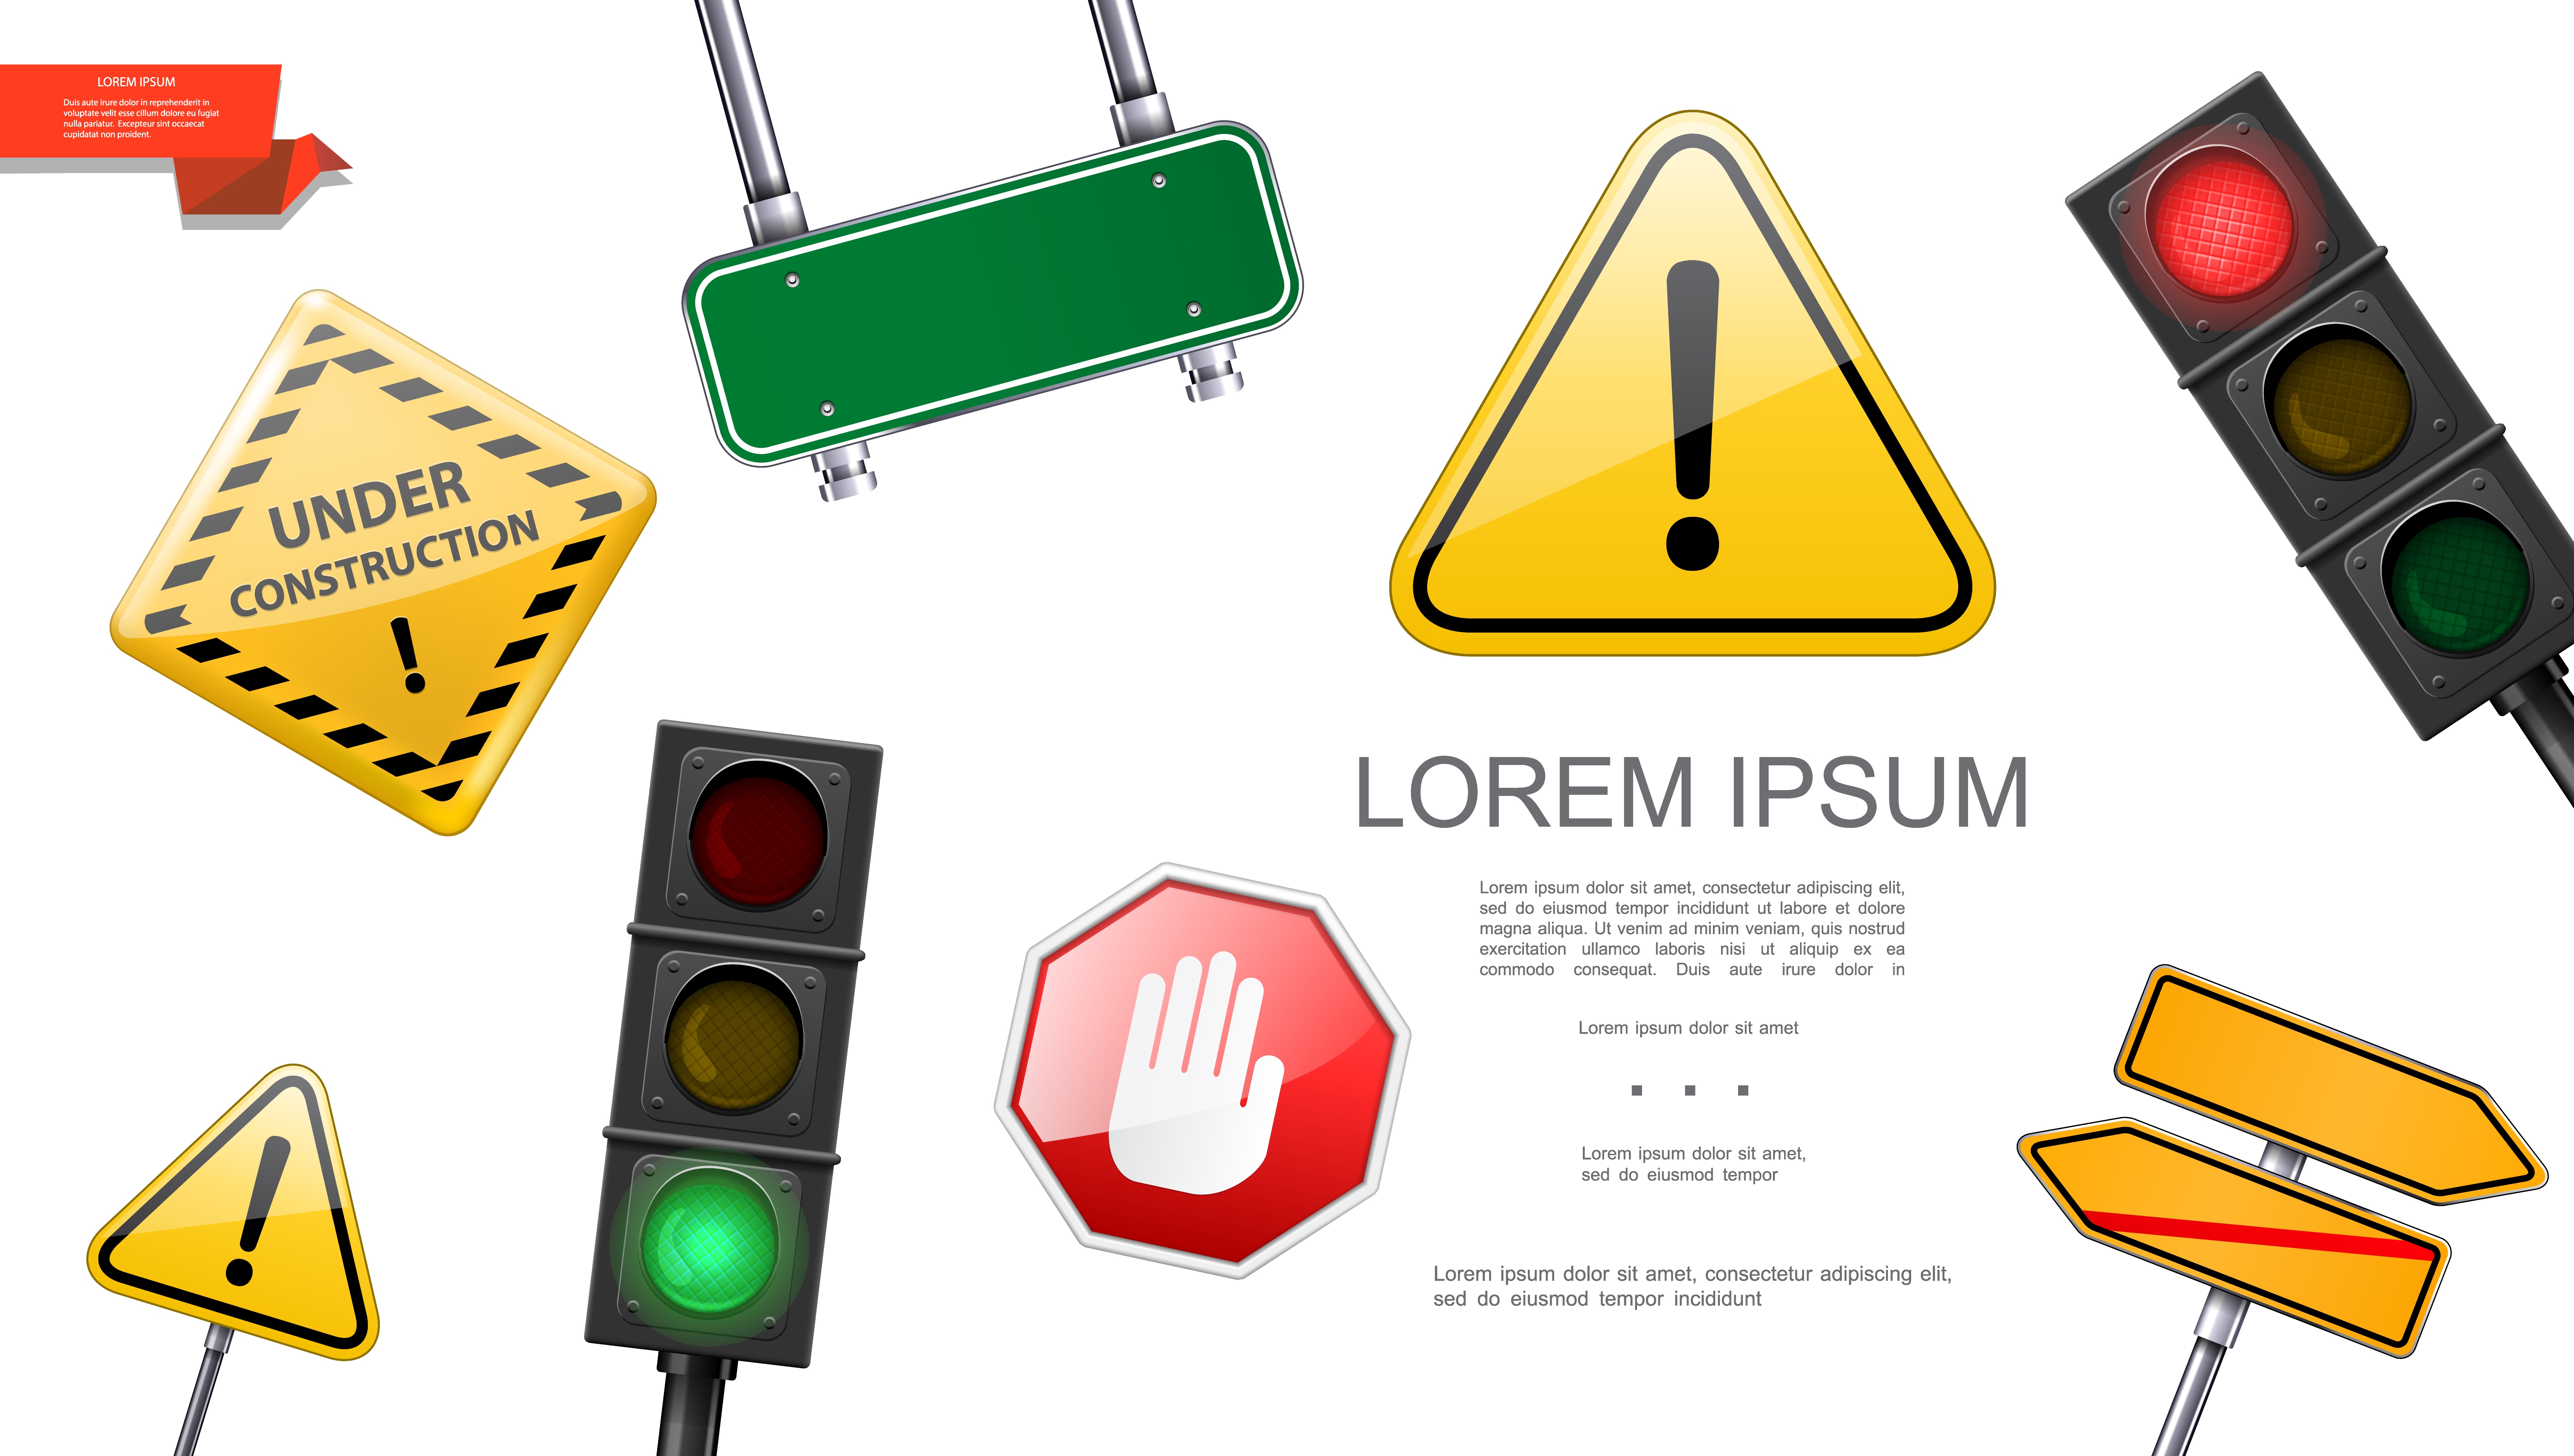 LOREM IPSUM
Duis aute irure dolor in reprehenderit in
voluptate velit esse cillum dolore eu fugiat
nulla pariatur. Excepteur sint occaecat
cupidatat non proident.
UNDER
CONSTRUCTION
!
!
!
LOREM IPSUM
Lorem ipsum dolor sit amet, consectetur adipiscing elit,
sed do eiusmod tempor incididunt ut labore et dolore
magna aliqua. Ut venim ad minim veniam, quis nostrud
exercitation ullamco laboris nisi ut aliquip ex ea
commodo consequat. Duis aute irure dolor in
Lorem ipsum dolor sit amet
Lorem ipsum dolor sit amet,
sed do eiusmod tempor
Lorem ipsum dolor sit amet, consectetur adipiscing elit,
sed do eiusmod tempor incididunt